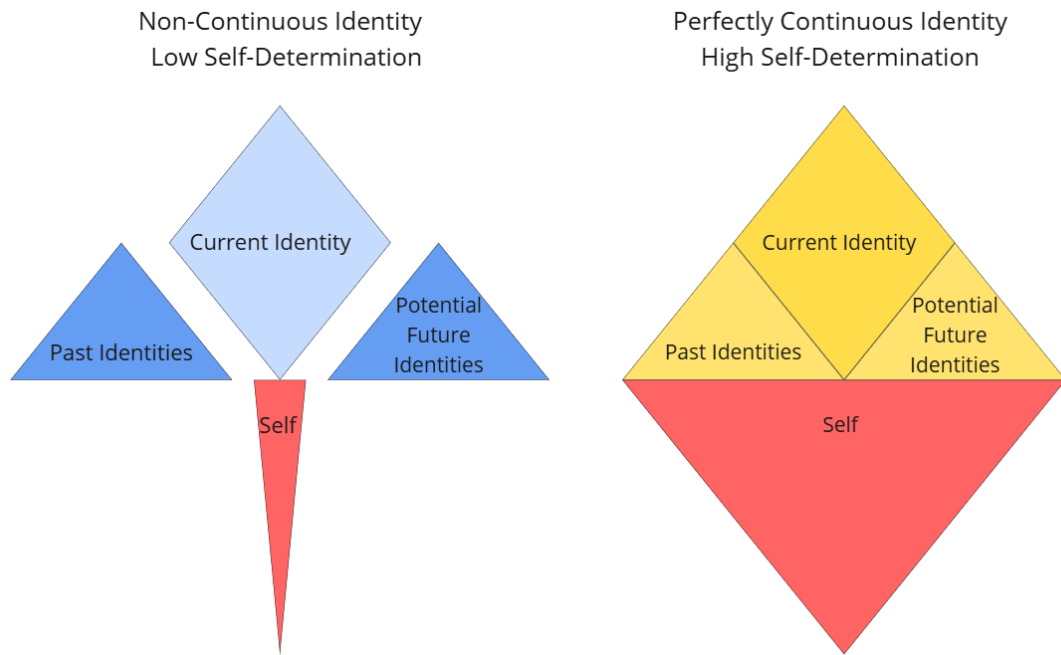 Non-Continuous Identity
Low Self-Determination
Perfectly Continuous Identity
High Self-Determination
Current Identity
Past Identities
Potential
Future
Identities
Self
Current Identity
Past Identities
Potential
Future
Identities
Self